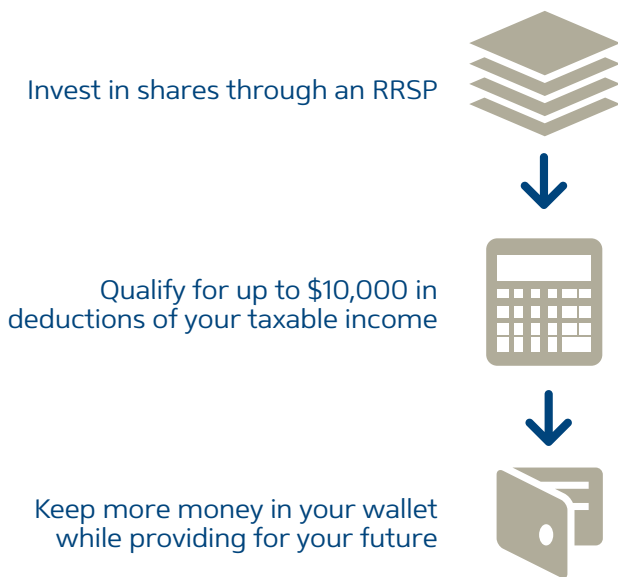 Invest in shares through an RRSP
Qualify for up to $10,000 in
deductions of your taxable income
Keep more money in your wallet
while providing for your future